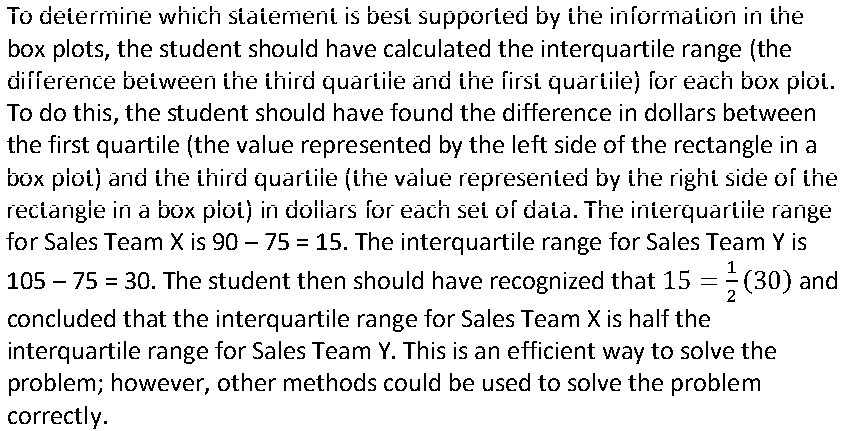 To determine which statement is best supported by the information in the
box plots, the student should have calculated the interquartile range (the
difference between the third quartile and the first quartile) for each box plot.
To do this, the student should have found the difference in dollars between
the first quartile (the value represented by the left side of the rectangle in a
box plot) and the third quartile (the value represented by the right side of the
rectangle in a box plot) in dollars for each set of data. The interquartile range
for Sales Team X is 90 – 75 = 15. The interquartile range for Sales Team Y is
105 – 75 = 30. The student then should have recognized that 15 = 1/2(30) and
concluded that the interquartile range for Sales Team X is half the
interquartile range for Sales Team Y. This is an efficient way to solve the
problem; however, other methods could be used to solve the problem
correctly.